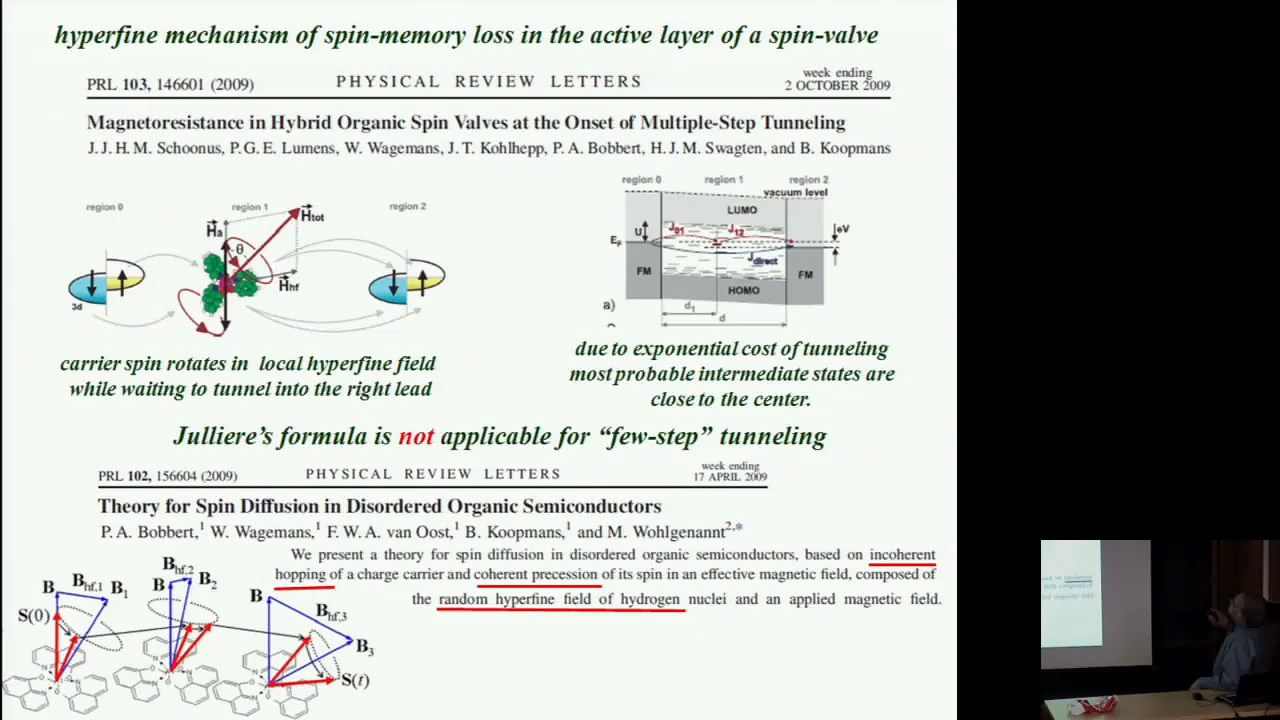 hyperfine mechanism of spin-memory loss in the active layer of a spin-valve
PRL 103, 146601 (2009)
PHYSICAL REVIEW LETTERS
week ending
2 OCTOBER 2009
Magnetoresistance in Hybrid Organic Spin Valves at the Onset of Multiple-Step Tunneling
J. J. H. M. Schoonus, P. G. E. Lumens, W. Wagemans, J. T. Kohlhepp, P. A. Bobbert, H. J. M. Swagten, and B. Koopmans
region 0
region 1
region 2
Ha
Htot
θ
Hhf
3d
region 0
region 1
region 2
vacuum level
LUMO
U
J01
J12
eV
EF
Jdirect
FM
FM
HOMO
a)
d1
d
carrier spin rotates in local hyperfine field
while waiting to tunnel into the right lead
due to exponential cost of tunneling
most probable intermediate states are
close to the center.
Julliere's formula is not applicable for “few-step” tunneling
PRL 102, 156604 (2009)
PHYSICAL REVIEW LETTERS
week ending
17 APRIL 2009
Theory for Spin Diffusion in Disordered Organic Semiconductors
P. A. Bobbert,1 W. Wagemans,1 F. W. A. van Oost,1 B. Koopmans,1 and M. Wohlgenannt2,*
We present a theory for spin diffusion in disordered organic semiconductors, based on incoherent
hopping of a charge carrier and coherent precession of its spin in an effective magnetic field, composed of
the random hyperfine field of hydrogen nuclei and an applied magnetic field.
B
Bhf,1
B1
S(0)
B
Bhf,2
B2
B
Bhf,3
B3
S(t)